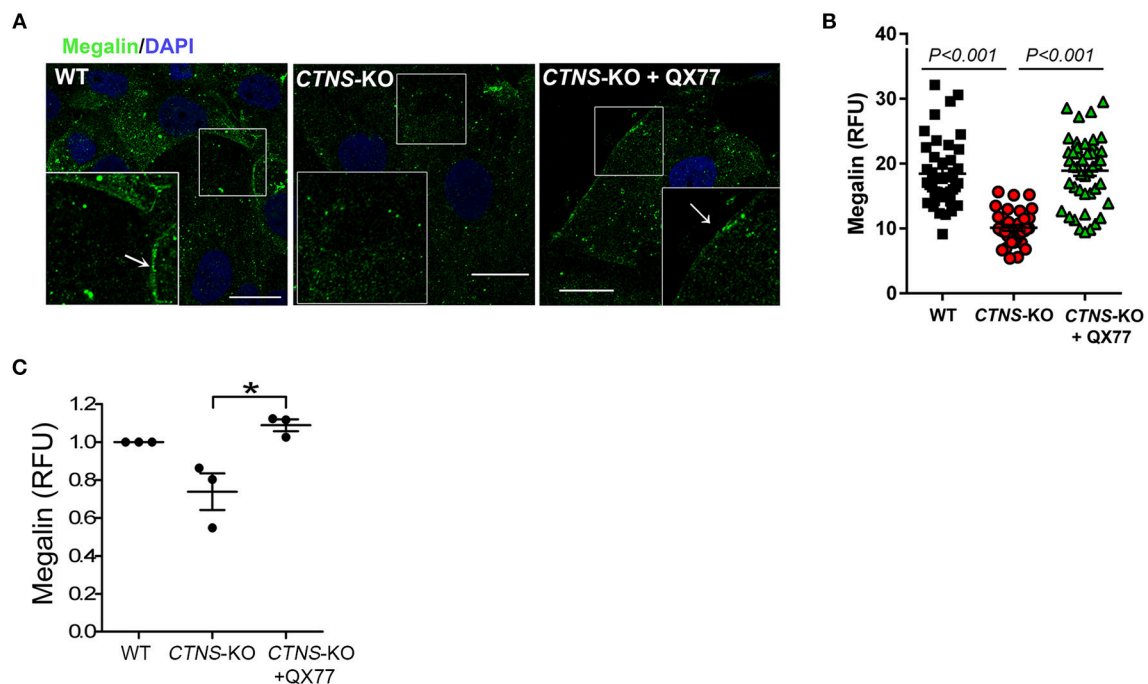 A
Megalin/DAPI
WT
CTNS-KO
CTNS-KO + QX77
B
40
30
20
10
0
Megalin (RFU)
P<0.001
P<0.001
WT
CTNS-KO
CTNS-KO
+ QX77
C
1.2
1.0
0.8
0.6
0.4
0.2
0.0
Megalin (RFU)
*
WT
CTNS-KO
CTNS-KO
+QX77